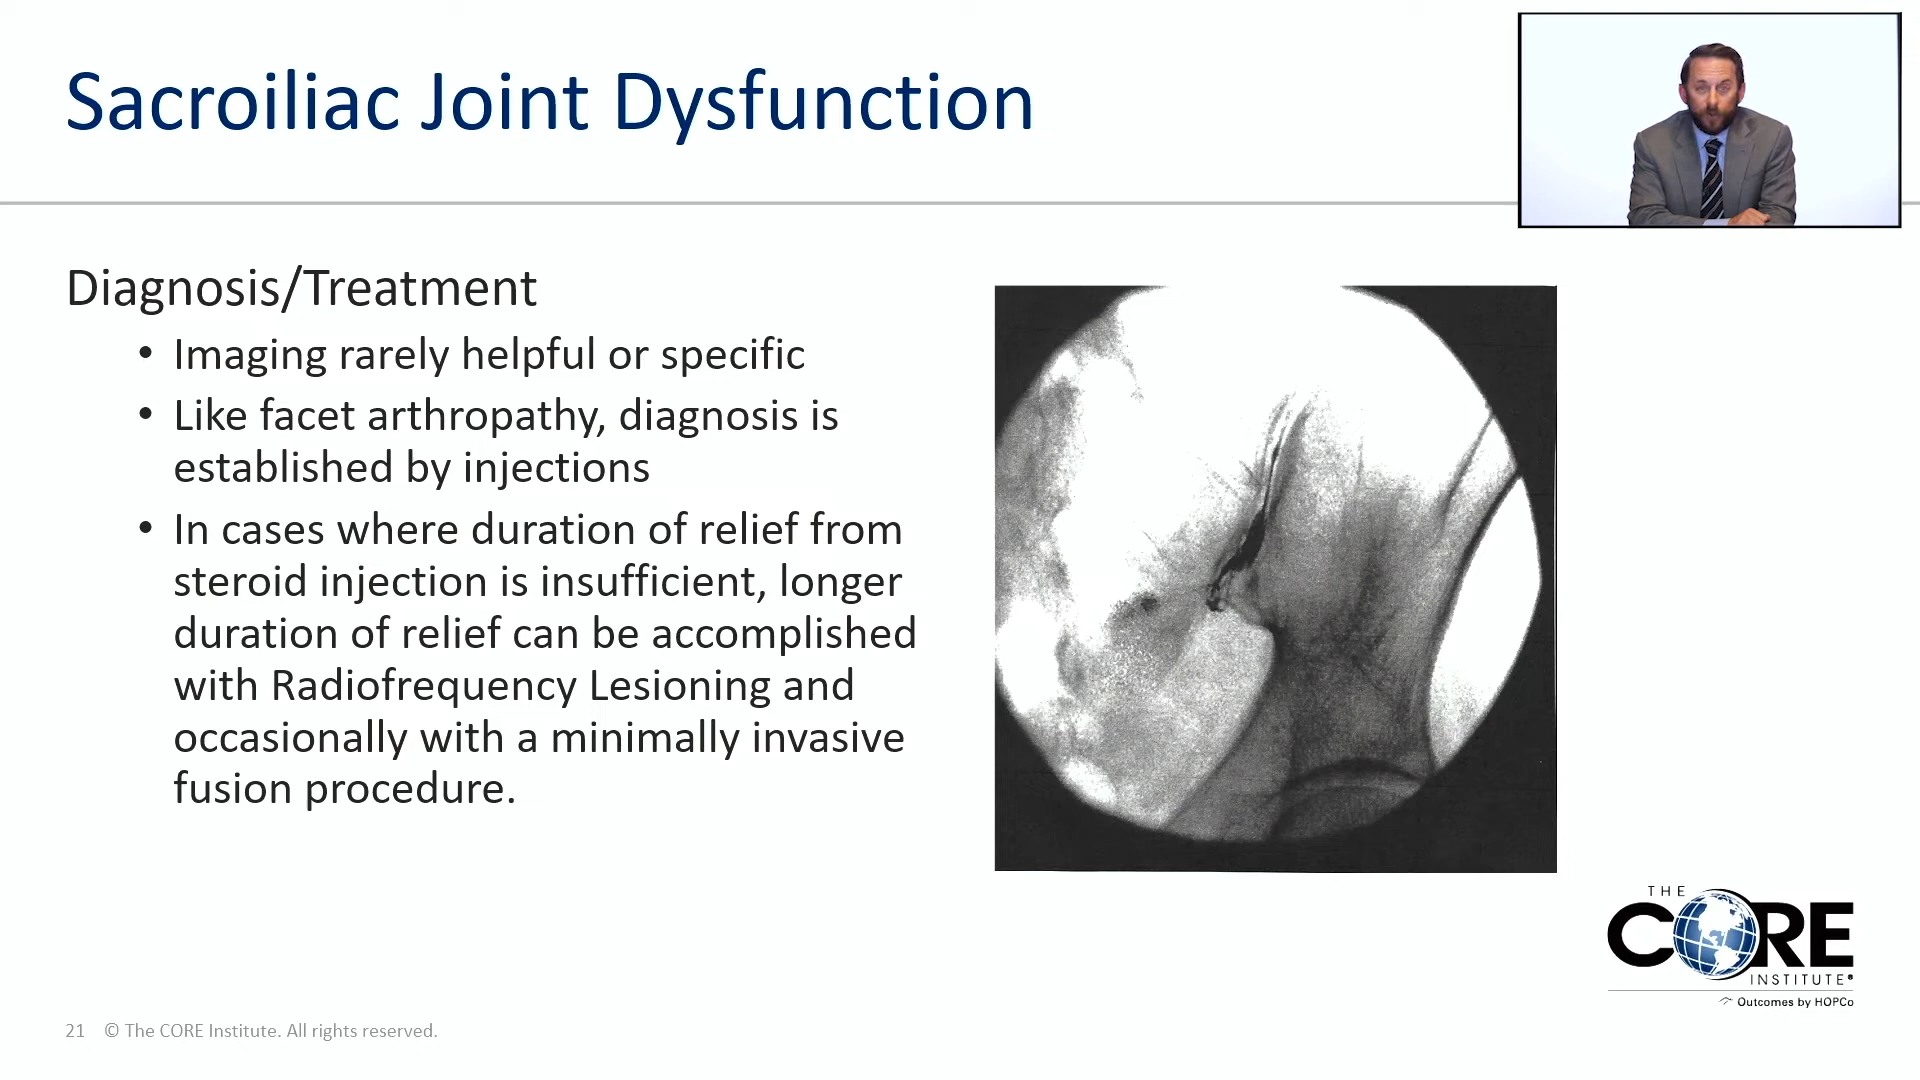 Sacroiliac Joint Dysfunction
Diagnosis/Treatment
• Imaging rarely helpful or specific
• Like facet arthropathy, diagnosis is
established by injections
• In cases where duration of relief from
steroid injection is insufficient, longer
duration of relief can be accomplished
with Radiofrequency Lesioning and
occasionally with a minimally invasive
fusion procedure.
THE
CORE
INSTITUTE®
Outcomes by HOPCo
21 © The CORE Institute. All rights reserved.